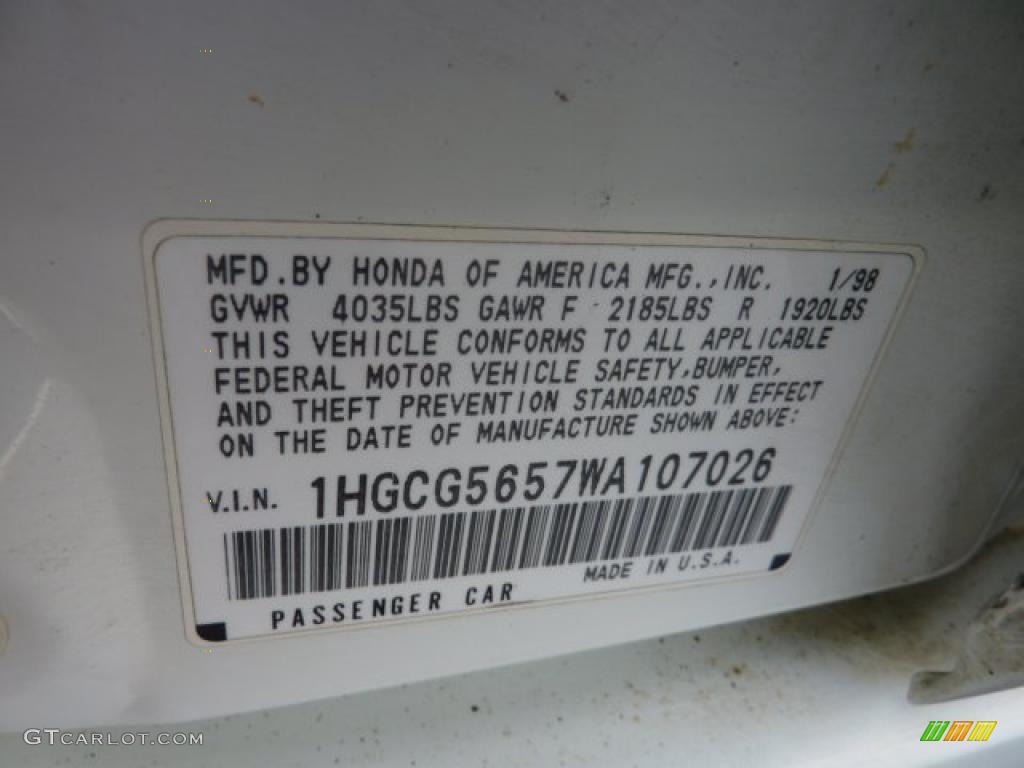 MFD.BY HONDA OF AMERICA MFG.,INC. 1/98
GVWR 4035LBS GAWR F 2185LBS R 1920LBS
THIS VEHICLE CONFORMS TO ALL APPLICABLE
FEDERAL MOTOR VEHICLE SAFETY,BUMPER,
AND THEFT PREVENTION STANDARDS IN EFFECT
ON THE DATE OF MANUFACTURE SHOWN ABOVE:
V.I.N. 1HGCG5657WA107026
MADE IN U.S.A.
PASSENGER CAR
GTCARLOT.COM